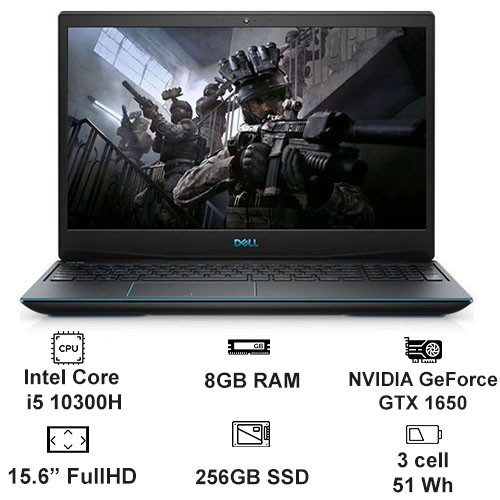 DELL
CPU
GB
Intel Core
i5 10300H
8GB RAM
NVIDIA GeForce
GTX 1650
15.6” FullHD
256GB SSD
3 cell
51 Wh